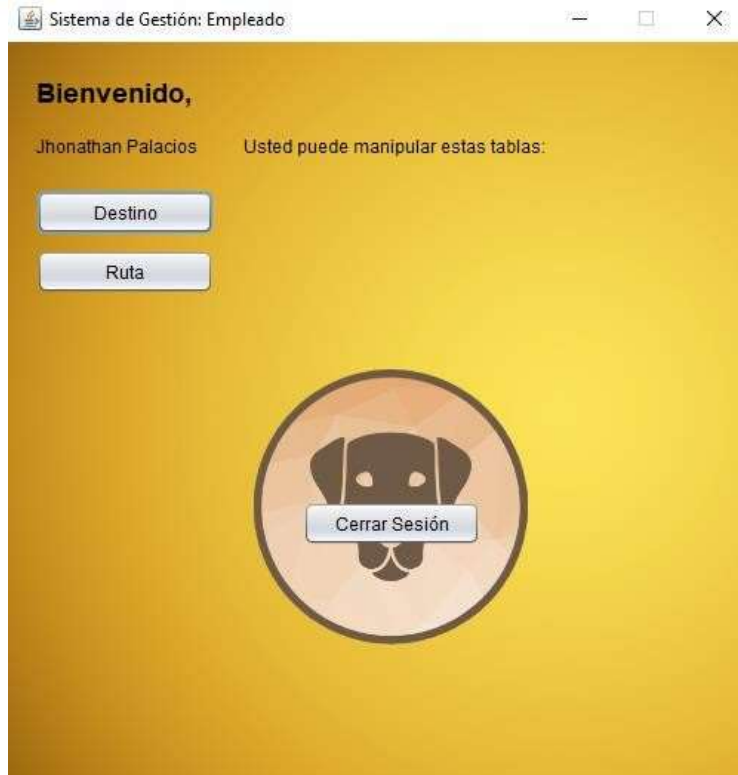 Sistema de Gestión: Empleado
Bienvenido,
Jhonathan Palacios Usted puede manipular estas tablas:
Destino
Ruta
Cerrar Sesión